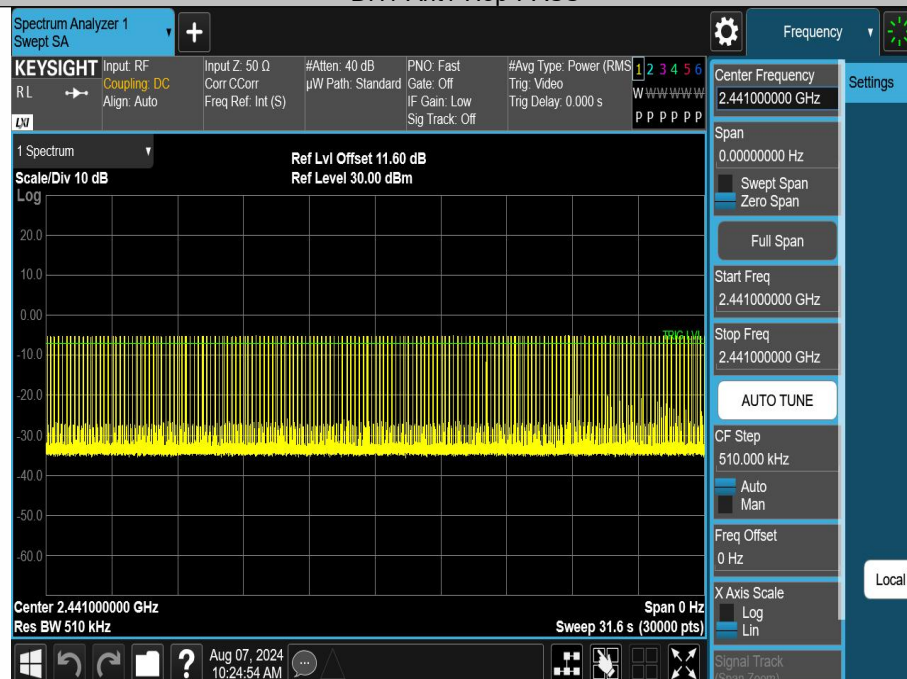 Spectrum Analyzer 1
Swept SA
+
Frequency
KEYSIGHT
RL
LXI
Input: RF
Coupling: DC
Align: Auto
Input Z: 50 Ω
Corr CCorr
Freq Ref: Int (S)
#Atten: 40 dB
µW Path: Standard
PNO: Fast
Gate: Off
IF Gain: Low
Sig Track: Off
#Avg Type: Power (RMS
Trig: Video
Trig Delay: 0.000 s
1 2 3 4 5 6
W W W W W W
P P P P P P
1 Spectrum
Scale/Div 10 dB
Ref Lvl Offset 11.60 dB
Ref Level 30.00 dBm
Log
20.0
10.0
0.00
-10.0
-20.0
-30.0
-40.0
-50.0
-60.0
TRIG LVL
Center 2.441000000 GHz
Res BW 510 kHz
Span 0 Hz
Sweep 31.6 s (30000 pts)
Aug 07, 2024
10:24:54 AM
?
Center Frequency
2.441000000 GHz
Span
0.00000000 Hz
Swept Span
Zero Span
Full Span
Start Freq
2.441000000 GHz
Stop Freq
2.441000000 GHz
AUTO TUNE
CF Step
510.000 kHz
Auto
Man
Freq Offset
0 Hz
X Axis Scale
Log
Lin
Signal Track
(Span Zoom)
Settings
Local